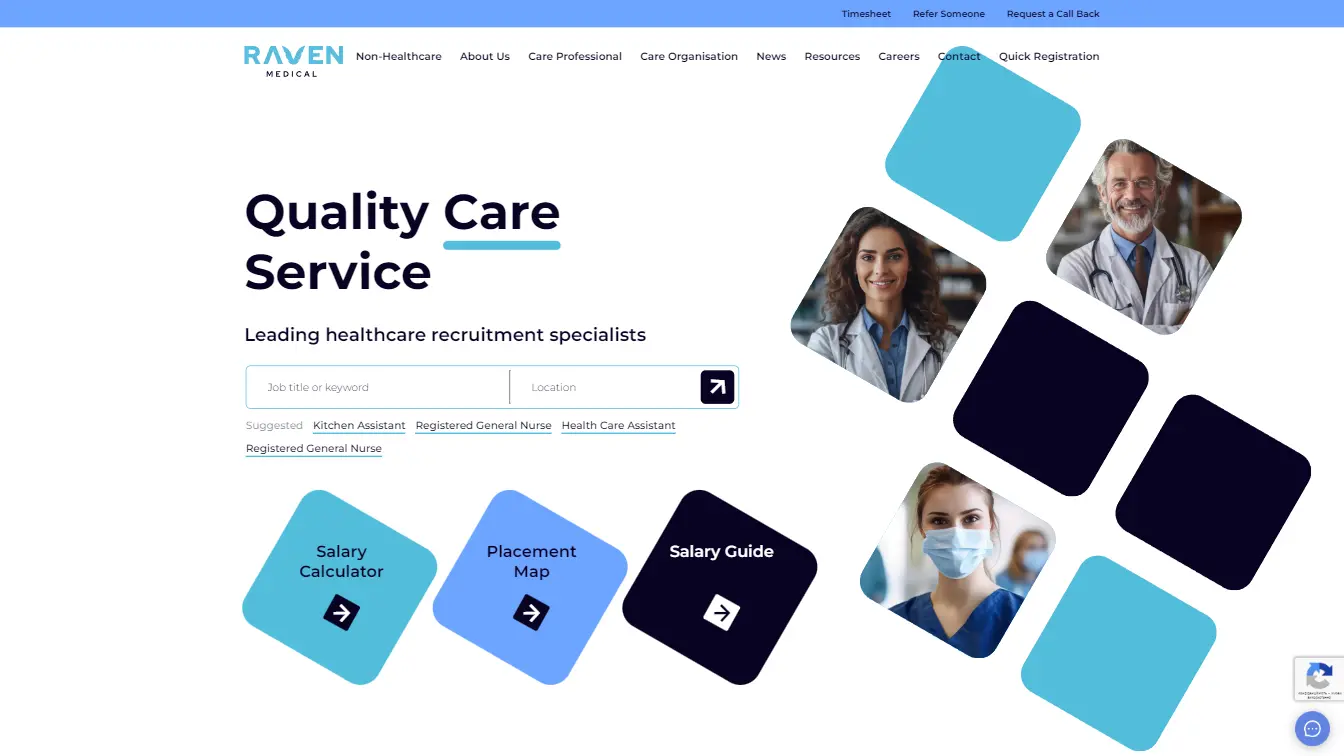 Timesheet Refer Someone Request a Call Back
RAVEN
MEDICAL
Non-Healthcare About Us Care Professional Care Organisation News Resources Careers Contact Quick Registration
Quality Care
Service
Leading healthcare recruitment specialists
Job title or keyword Location
Suggested Kitchen Assistant Registered General Nurse Health Care Assistant
Registered General Nurse
Salary
Calculator
Placement
Map
Salary Guide